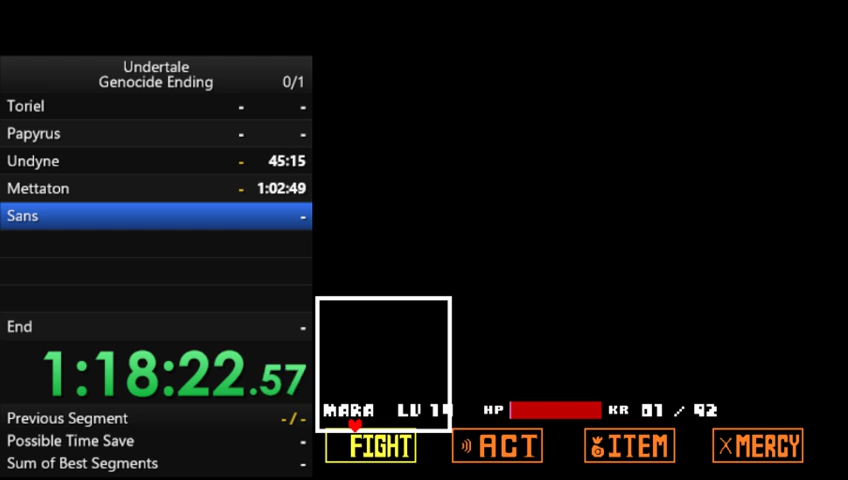 Undertale
Genocide Ending 0/1
Toriel - -
Papyrus - -
Undyne - 45:15
Mettaton - 1:02:49
Sans -
End -
1:18:22.57
Previous Segment -/-
Possible Time Save -
Sum of Best Segments -
MARA LV 19 HP KR 01 / 92
FIGHT ACT ITEM MERCY